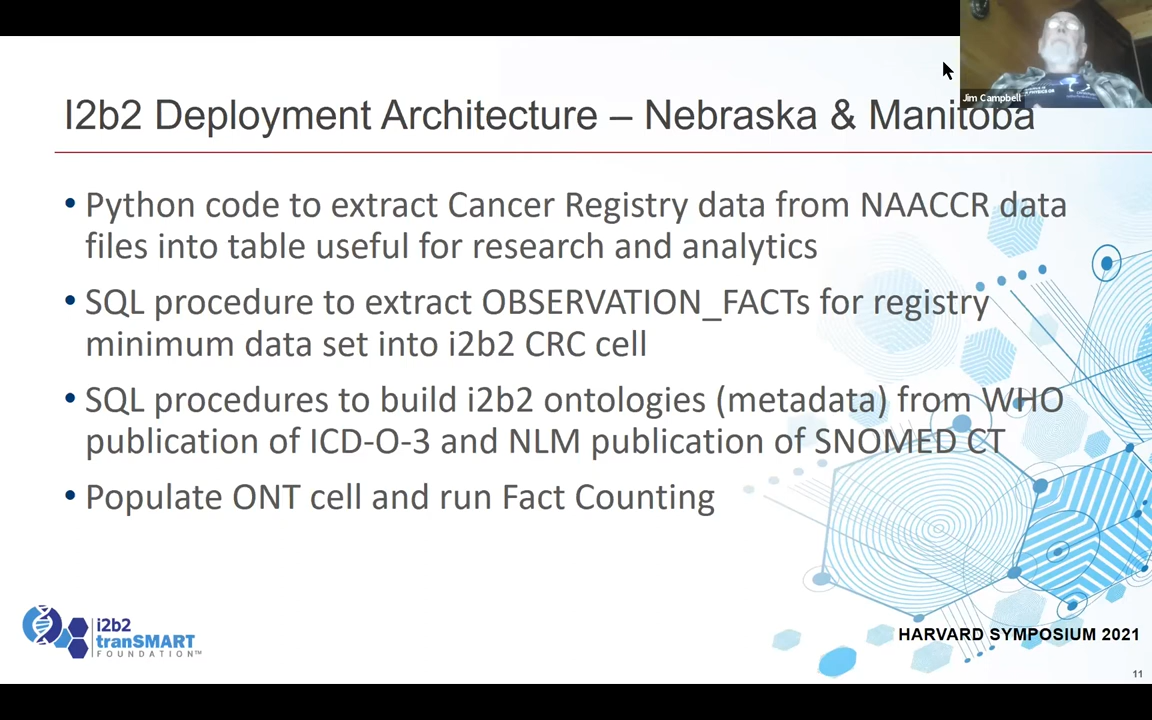 Jim Campbell
I2b2 Deployment Architecture – Nebraska & Manitoba
• Python code to extract Cancer Registry data from NAACCR data
files into table useful for research and analytics
• SQL procedure to extract OBSERVATION_FACTs for registry
minimum data set into i2b2 CRC cell
• SQL procedures to build i2b2 ontologies (metadata) from WHO
publication of ICD-O-3 and NLM publication of SNOMED CT
• Populate ONT cell and run Fact Counting
i2b2
tranSMART
FOUNDATION™
HARVARD SYMPOSIUM 2021
11